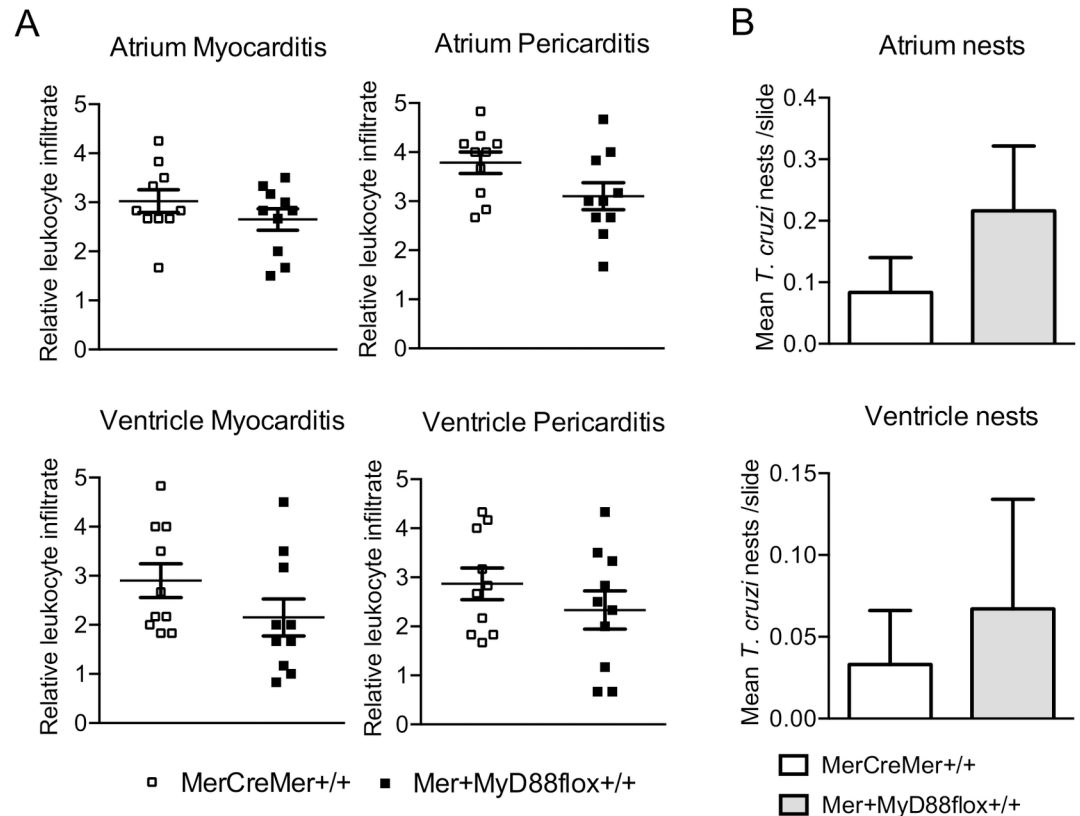 A
Atrium Myocarditis
Relative leukocyte infiltrate
5
4
3
2
1
0
Atrium Pericarditis
Relative leukocyte infiltrate
5
4
3
2
1
0
Ventricle Myocarditis
Relative leukocyte infiltrate
5
4
3
2
1
0
Ventricle Pericarditis
Relative leukocyte infiltrate
5
4
3
2
1
0
MerCreMer+/+ Mer+MyD88flox+/+
B
Atrium nests
Mean T. cruzi nests /slide
0.4
0.3
0.2
0.1
0.0
Ventricle nests
Mean T. cruzi nests /slide
0.15
0.10
0.05
0.00
MerCreMer+/+
Mer+MyD88flox+/+